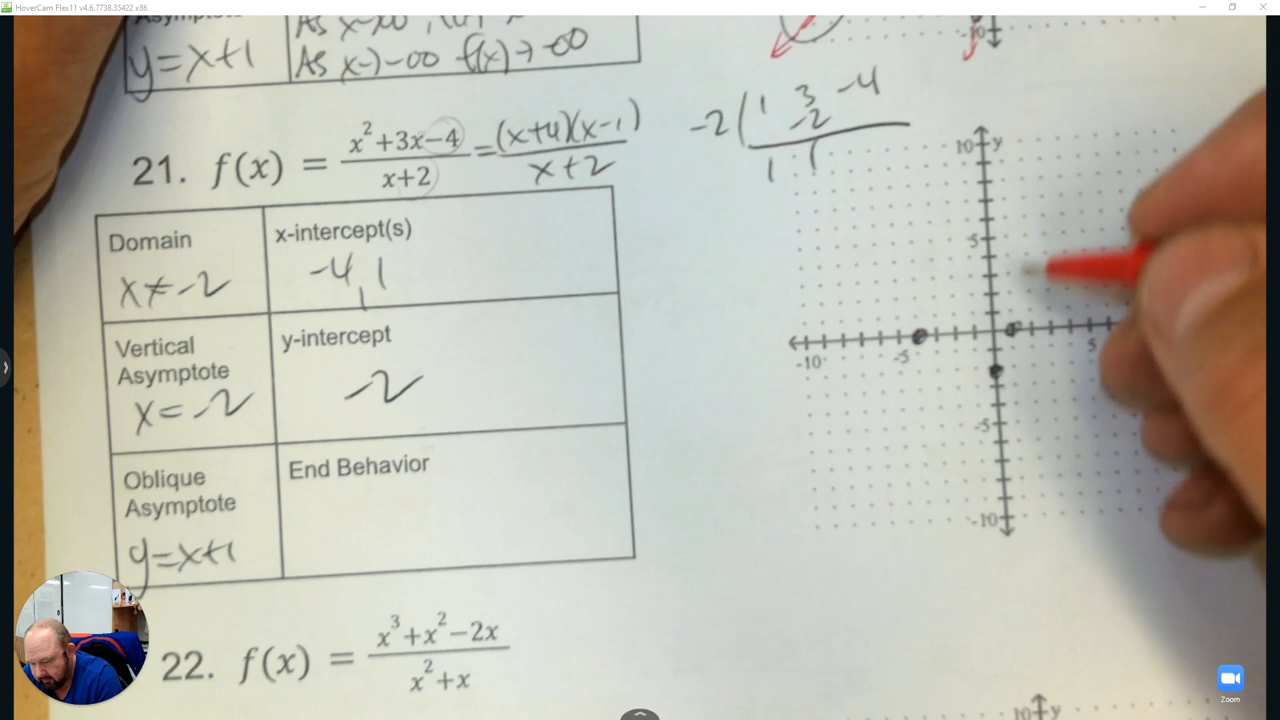 HoverCam Flex11 v4.6.7738.35422 x86
y=x+1
As x→-∞ f(x)→-∞
-10
21. f(x) = x²+3x-4 / x+2 = (x+4)(x-1) / x+2
-2 1 3 -4
-2
1 1
Domain
x≠-2
x-intercept(s)
-4, 1
Vertical
Asymptote
x=-2
y-intercept
-2
Oblique
Asymptote
y=x+1
End Behavior
10 y
5
-10 -5 5
-5
-10
22. f(x) = x³+x²-2x / x²+x
10 y
Zoom